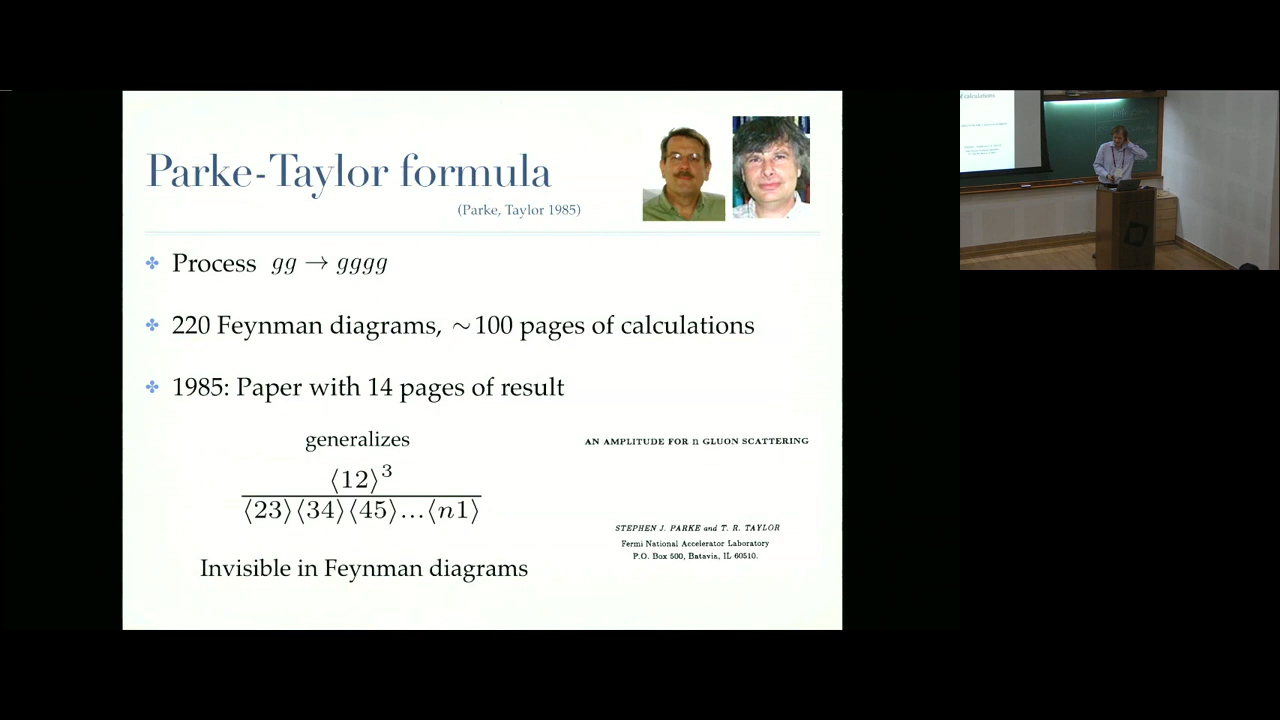 Parke-Taylor formula
(Parke, Taylor 1985)
Process gg → gggg
220 Feynman diagrams, ~100 pages of calculations
1985: Paper with 14 pages of result
generalizes
⟨12⟩³
⟨23⟩⟨34⟩⟨45⟩...⟨n1⟩
Invisible in Feynman diagrams
AN AMPLITUDE FOR n GLUON SCATTERING
STEPHEN J. PARKE and T. R. TAYLOR
Fermi National Accelerator Laboratory
P.O. Box 500, Batavia, IL 60510.
calculations